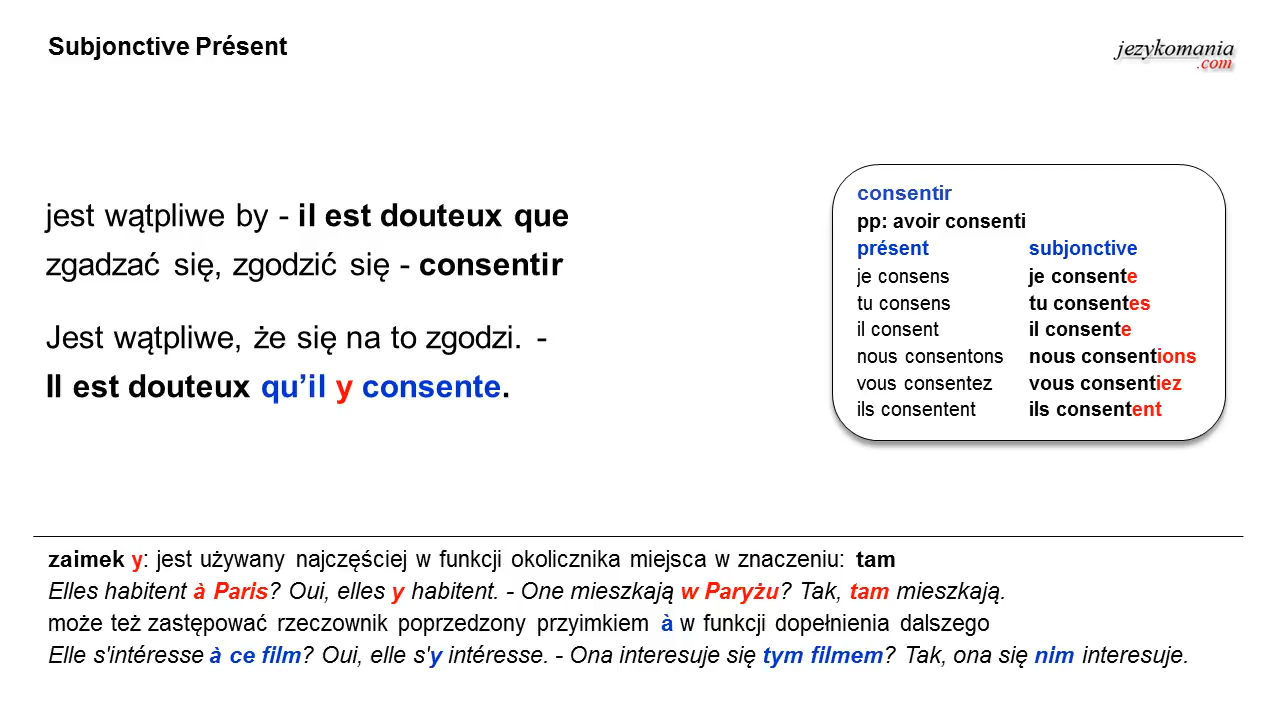 Subjonctive Présent
jezykomania
.com
jest wątpliwe by - il est douteux que
zgadzać się, zgodzić się - consentir
Jest wątpliwe, że się na to zgodzi. -
Il est douteux qu’il y consente.
consentir
pp: avoir consenti
présent subjonctive
je consens je consente
tu consens tu consentes
il consent il consente
nous consentons nous consentions
vous consentez vous consentiez
ils consentent ils consentent
zaimek y: jest używany najczęściej w funkcji okolicznika miejsca w znaczeniu: tam
Elles habitent à Paris? Oui, elles y habitent. - One mieszkają w Paryżu? Tak, tam mieszkają.
może też zastępować rzeczownik poprzedzony przyimkiem à w funkcji dopełnienia dalszego
Elle s'intéresse à ce film? Oui, elle s'y intéresse. - Ona interesuje się tym filmem? Tak, ona się nim interesuje.